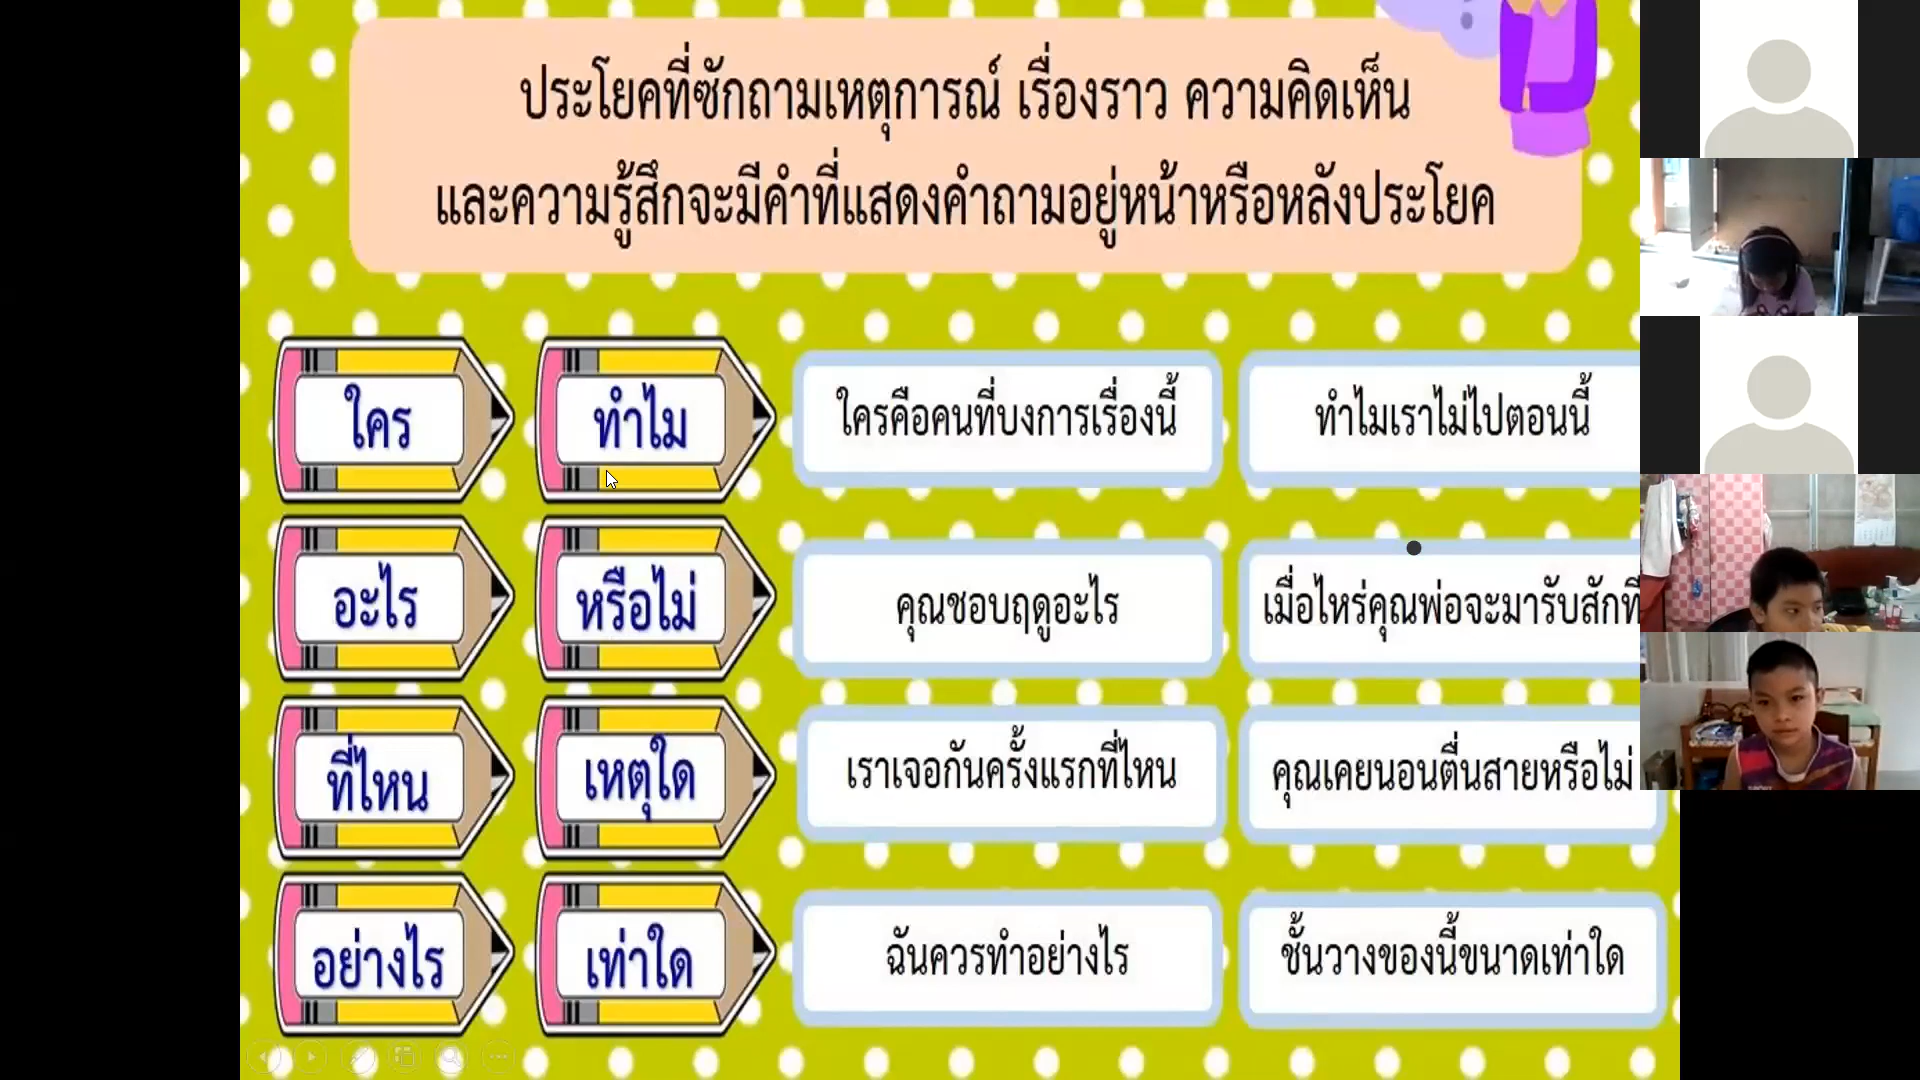 ประโยคที่ซักถามเหตุการณ์ เรื่องราว ความคิดเห็น
และความรู้สึกจะมีคำที่แสดงคำถามอยู่หน้าหรือหลังประโยค
ใคร
ทำไม
ใครคือคนที่บงการเรื่องนี้
ทำไมเราไม่ไปตอนนี้
อะไร
หรือไม่
คุณชอบฤดูอะไร
เมื่อไหร่คุณพ่อจะมารับสักที
ที่ไหน
เหตุใด
เราเจอกันครั้งแรกที่ไหน
คุณเคยนอนตื่นสายหรือไม่
อย่างไร
เท่าใด
ฉันควรทำอย่างไร
ชั้นวางของนี้ขนาดเท่าใด